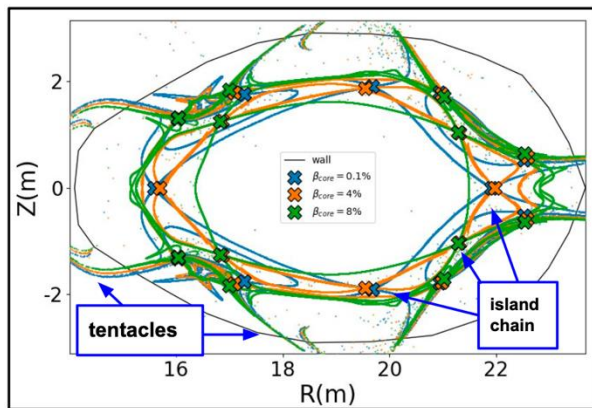 Z(m)
2
0
-2
wall
β_core = 0.1%
β_core = 4%
β_core = 8%
tentacles
island
chain
16
18
20
22
R(m)